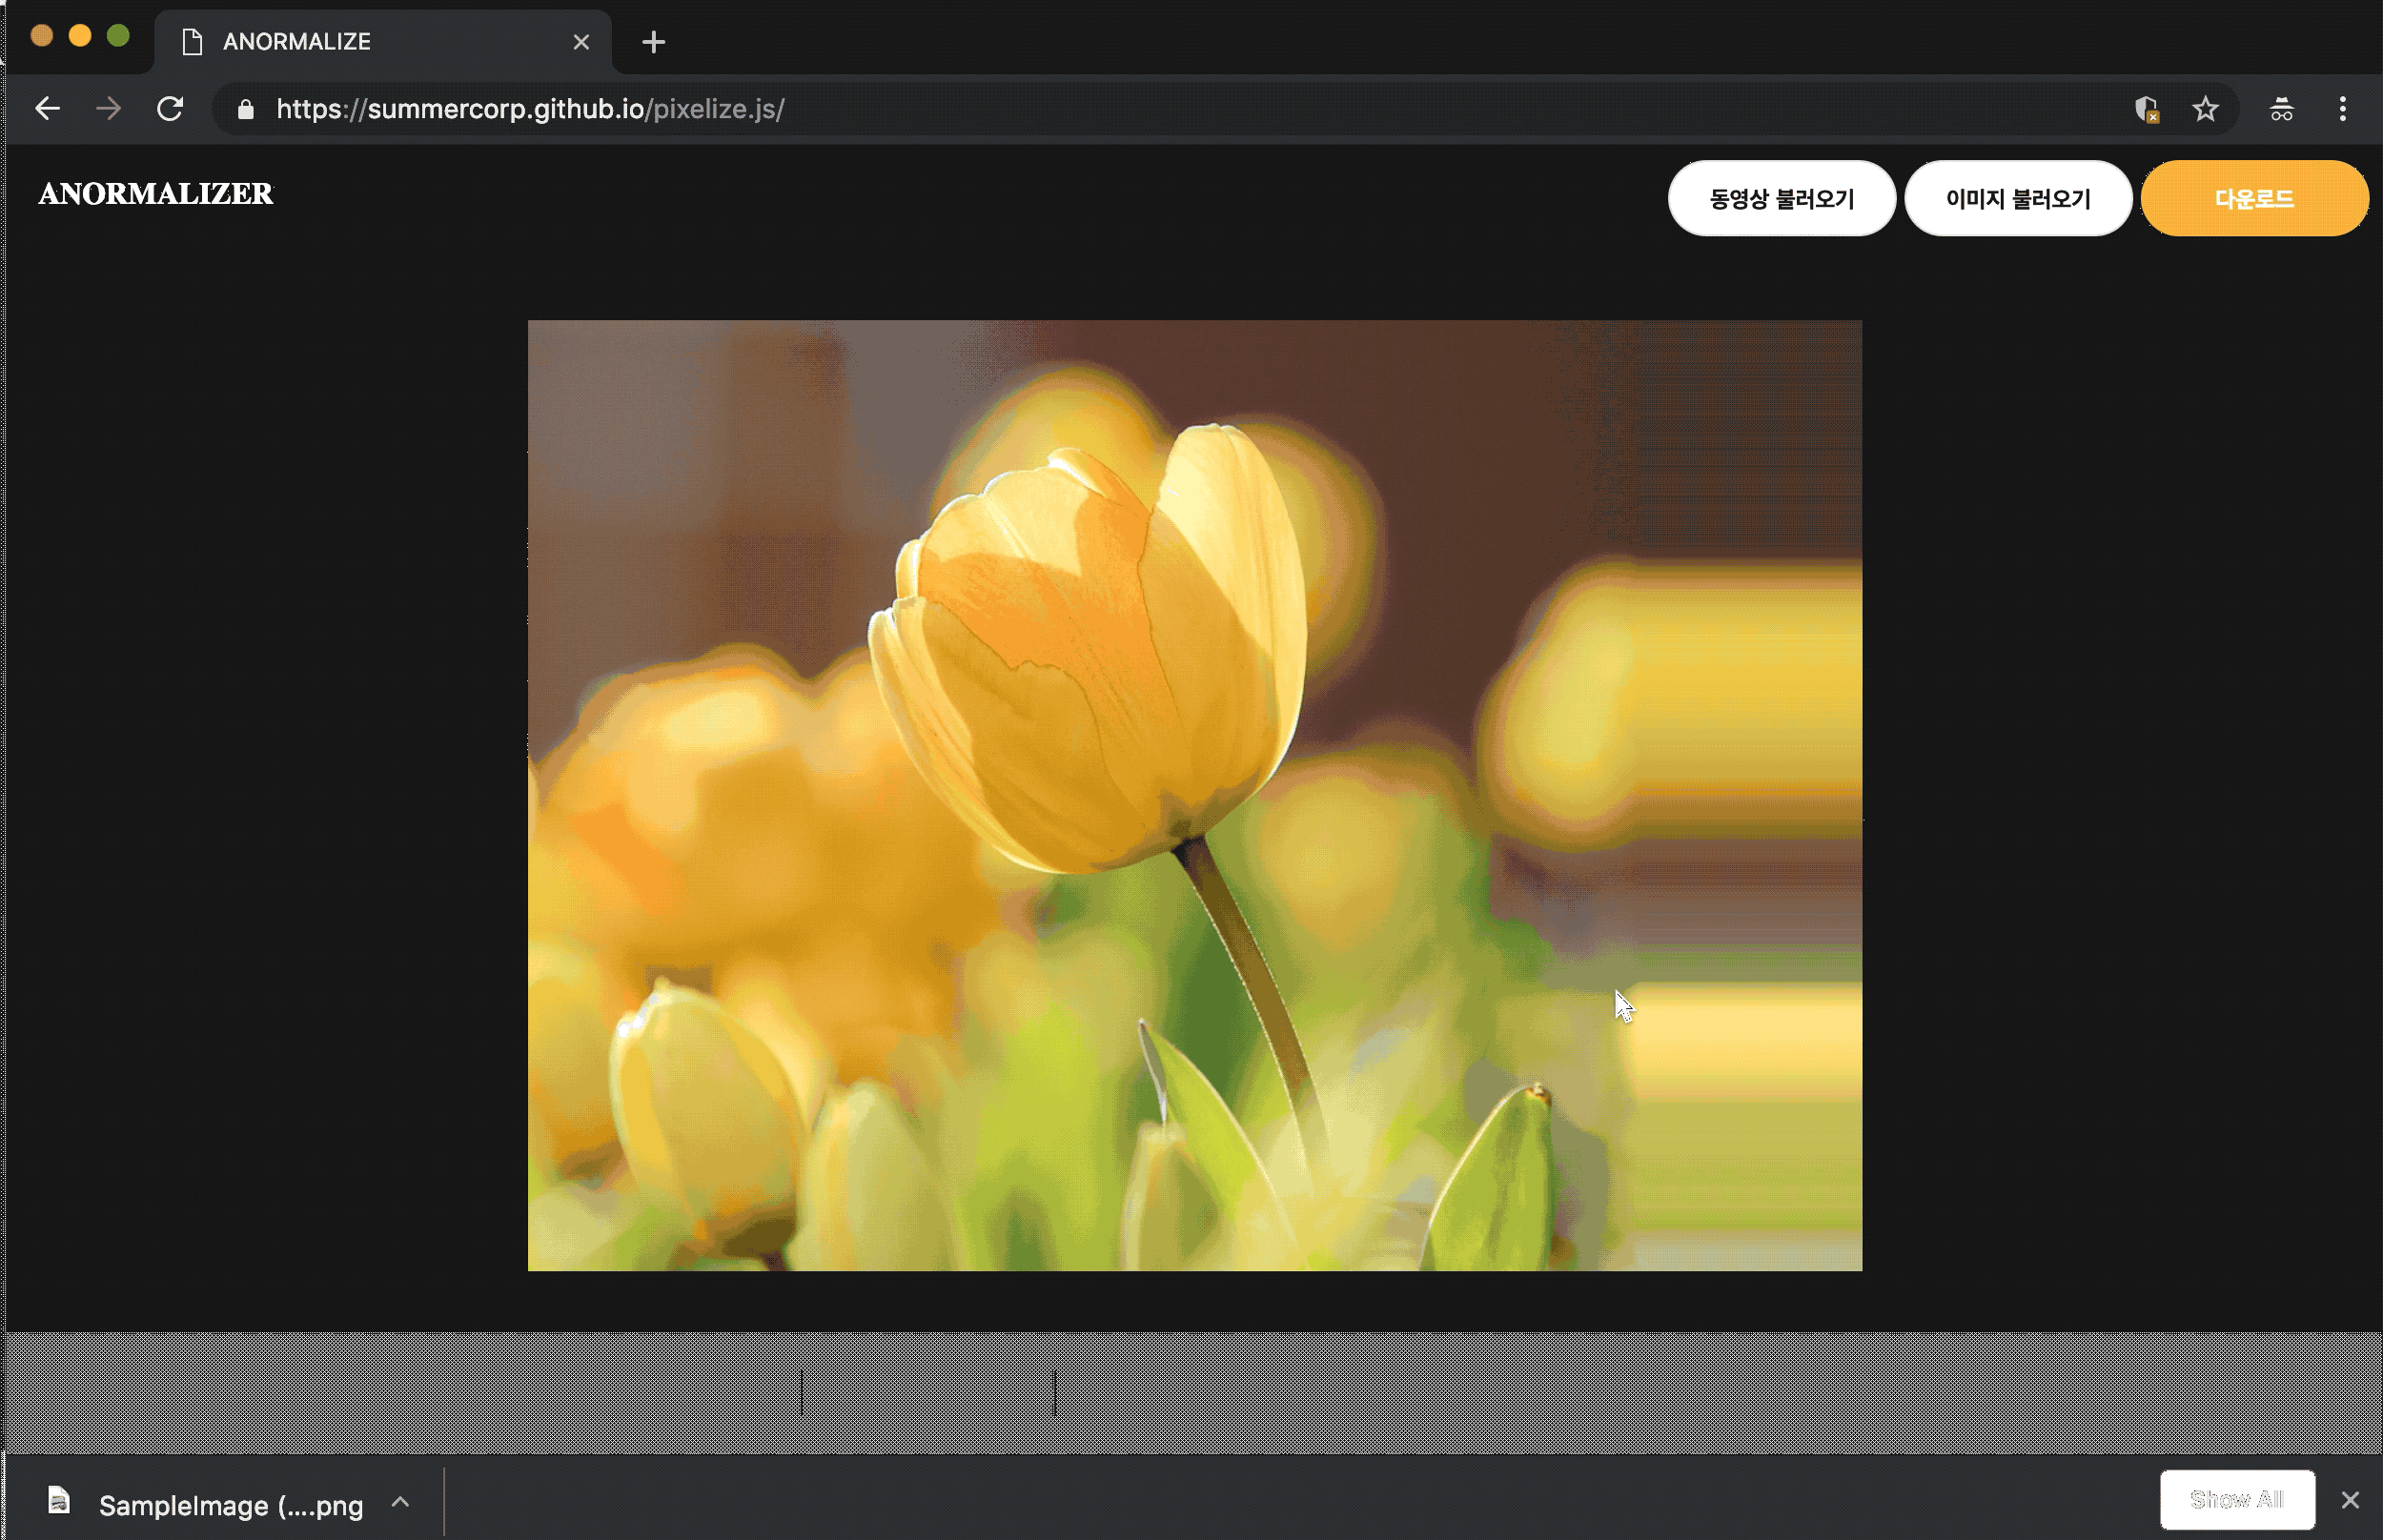 ANORMALIZE
https://summercorp.github.io/pixelize.js/
ANORMALIZER
동영상 불러오기
이미지 불러오기
다운로드
SampleImage (....png
Show All